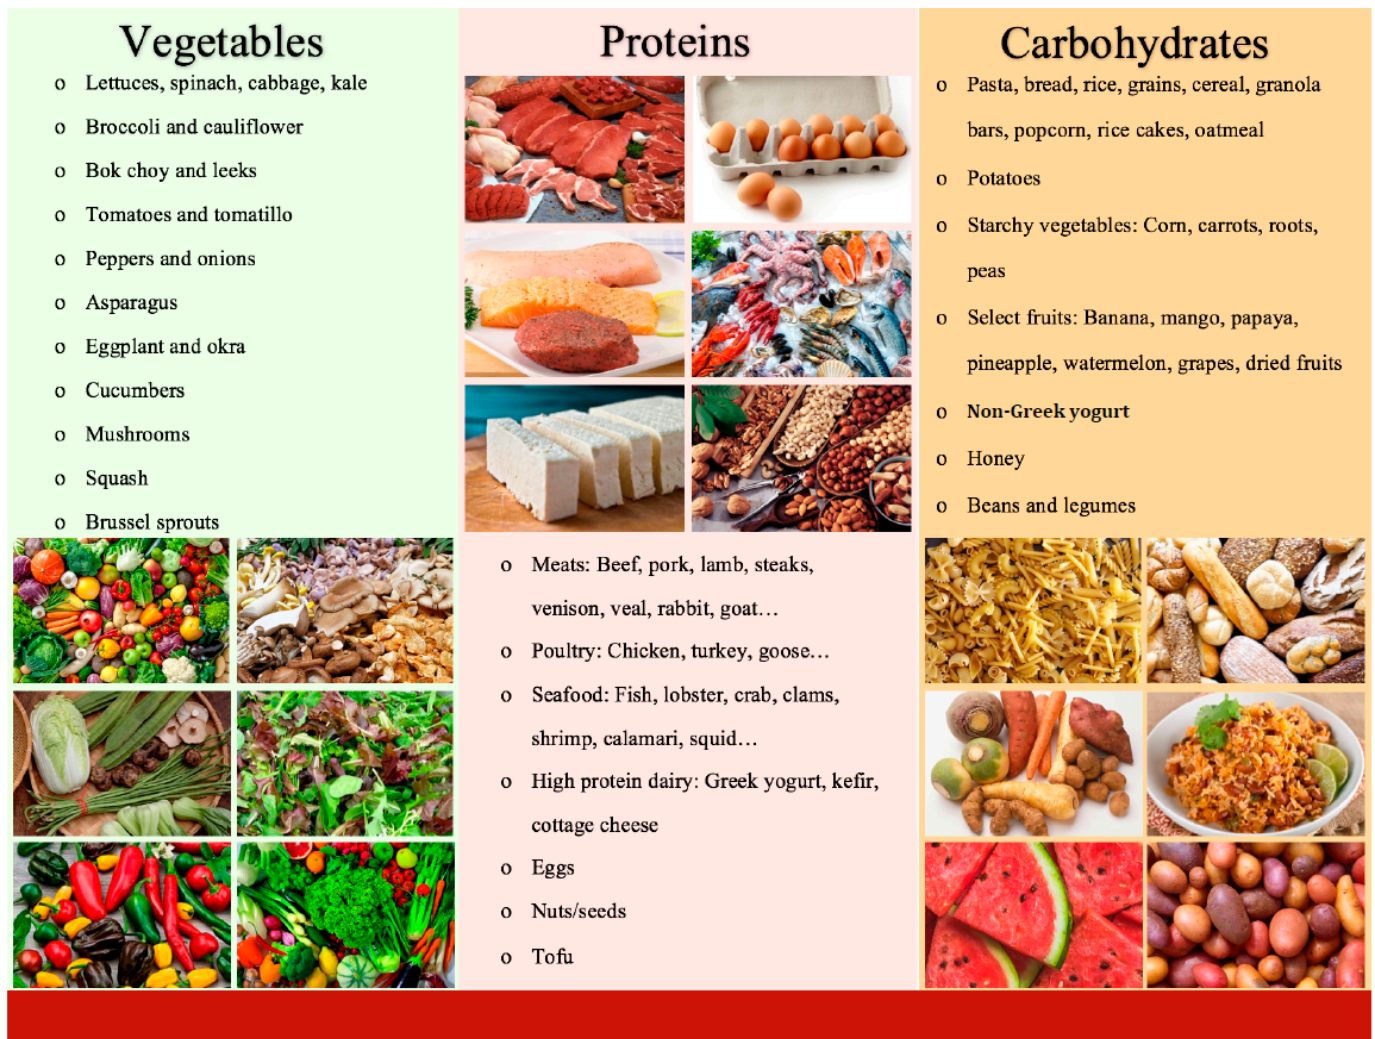 Vegetables
o Lettuces, spinach, cabbage, kale
o Broccoli and cauliflower
o Bok choy and leeks
o Tomatoes and tomatillo
o Peppers and onions
o Asparagus
o Eggplant and okra
o Cucumbers
o Mushrooms
o Squash
o Brussel sprouts
Proteins
o Meats: Beef, pork, lamb, steaks,
venison, veal, rabbit, goat…
o Poultry: Chicken, turkey, goose…
o Seafood: Fish, lobster, crab, clams,
shrimp, calamari, squid…
o High protein dairy: Greek yogurt, kefir,
cottage cheese
o Eggs
o Nuts/seeds
o Tofu
Carbohydrates
o Pasta, bread, rice, grains, cereal, granola
bars, popcorn, rice cakes, oatmeal
o Potatoes
o Starchy vegetables: Corn, carrots, roots,
peas
o Select fruits: Banana, mango, papaya,
pineapple, watermelon, grapes, dried fruits
o Non-Greek yogurt
o Honey
o Beans and legumes